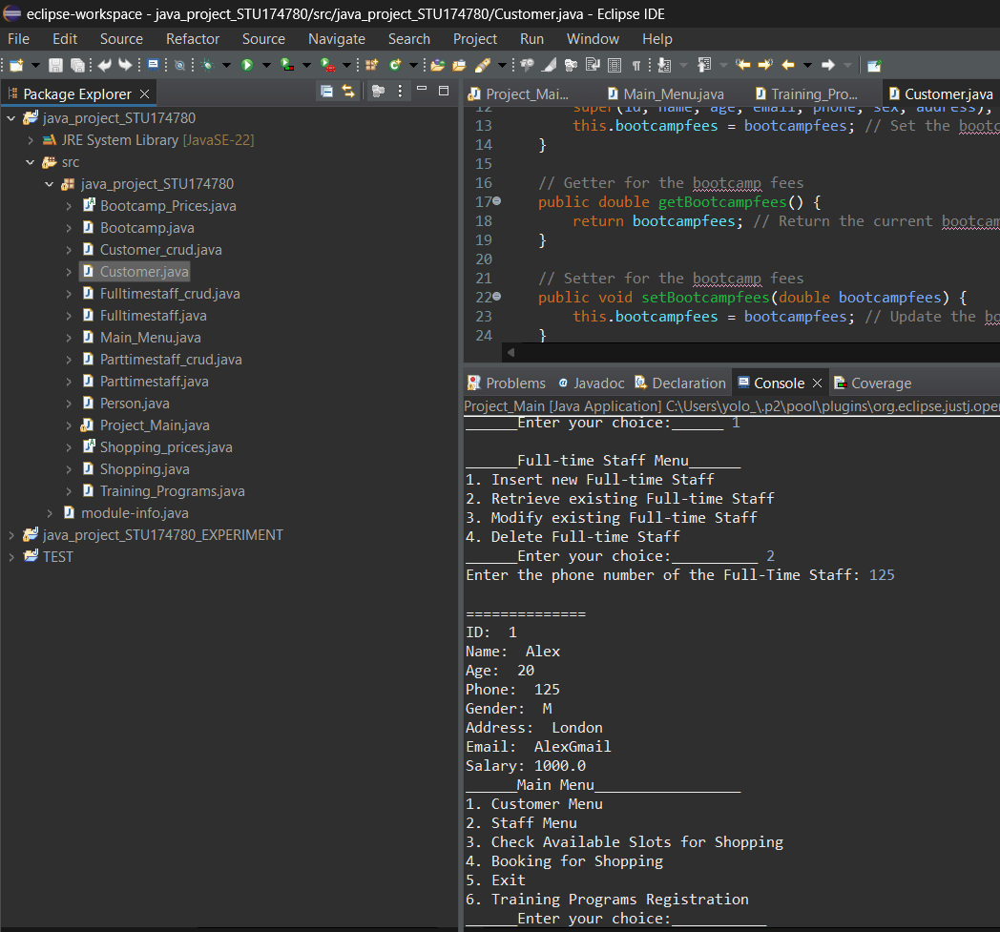 eclipse-workspace - java_project_STU174780/src/java_project_STU174780/Customer.java - Eclipse IDE
File Edit Source Refactor Source Navigate Search Project Run Window Help
Package Explorer
java_project_STU174780
JRE System Library [JavaSE-22]
src
java_project_STU174780
Bootcamp_Prices.java
Bootcamp.java
Customer_crud.java
Customer.java
Fulltimestaff_crud.java
Fulltimestaff.java
Main_Menu.java
Parttimestaff_crud.java
Parttimestaff.java
Person.java
Project_Main.java
Shopping_prices.java
Shopping.java
Training_Programs.java
module-info.java
java_project_STU174780_EXPERIMENT
TEST
Project_Mai... Main_Menu.java Training_Pro... Customer.java
12 super(id, name, age, email, phone, sex, address);
13 this.bootcampfees = bootcampfees; // Set the bootc
14 }
15
16 // Getter for the bootcamp fees
17 public double getBootcampfees() {
18 return bootcampfees; // Return the current bootcam
19 }
20
21 // Setter for the bootcamp fees
22 public void setBootcampfees(double bootcampfees) {
23 this.bootcampfees = bootcampfees; // Update the bo
24 }
Problems Javadoc Declaration Console Coverage
Project_Main [Java Application] C:\Users\yolo_\.p2\pool\plugins\org.eclipse.justj.ope
______Enter your choice:______ 1
______Full-time Staff Menu______
1. Insert new Full-time Staff
2. Retrieve existing Full-time Staff
3. Modify existing Full-time Staff
4. Delete Full-time Staff
______Enter your choice:__________ 2
Enter the phone number of the Full-Time Staff: 125
==============
ID:  1
Name:  Alex
Age:  20
Phone:  125
Gender:  M
Address:  London
Email:  AlexGmail
Salary: 1000.0
______Main Menu_________________
1. Customer Menu
2. Staff Menu
3. Check Available Slots for Shopping
4. Booking for Shopping
5. Exit
6. Training Programs Registration
______Enter your choice:___________